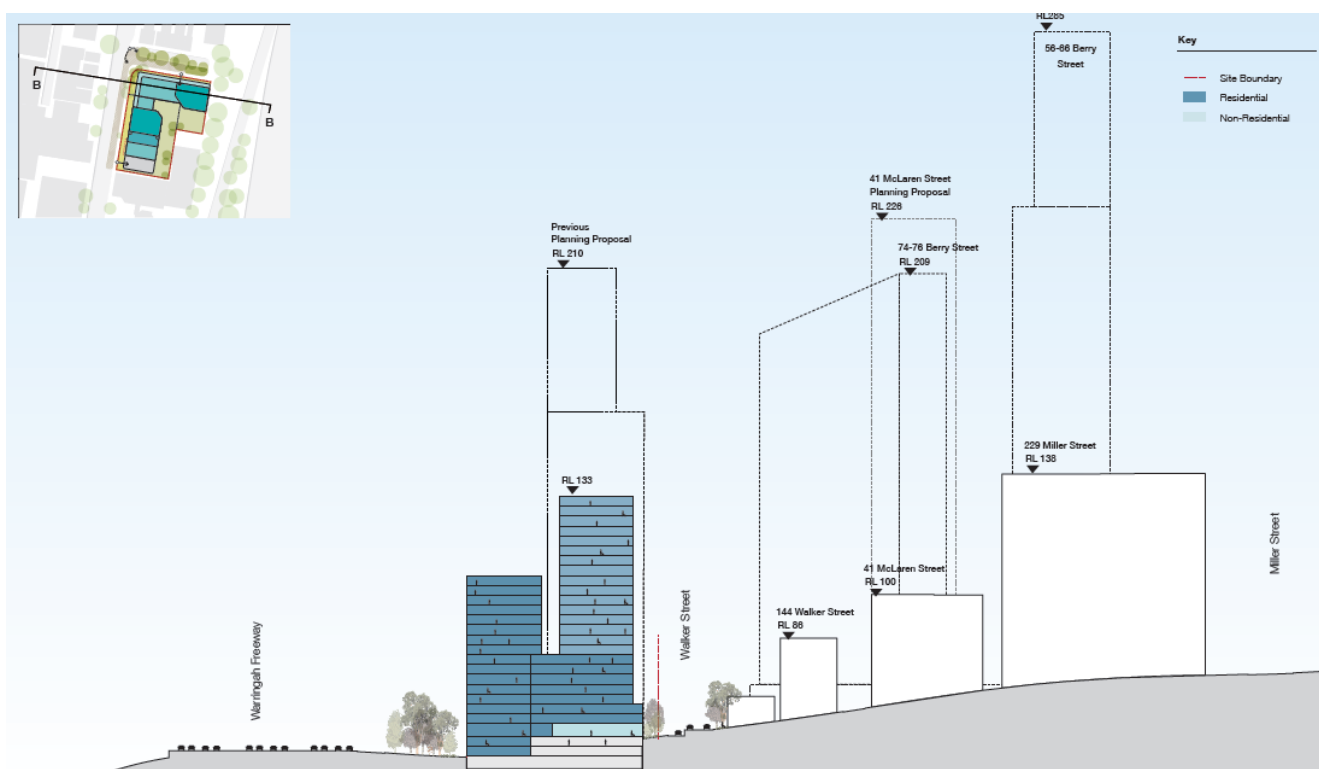 B
B
RL285
56-66 Berry
Street
Key
Site Boundary
Residential
Non-Residential
41 McLaren Street
Planning Proposal
RL 226
Previous
Planning Proposal
RL 210
74-76 Berry Street
RL 209
229 Miller Street
RL 138
RL 133
41 McLaren Street
RL 100
144 Walker Street
RL 86
Warringah Freeway
Walker Street
Miller Street